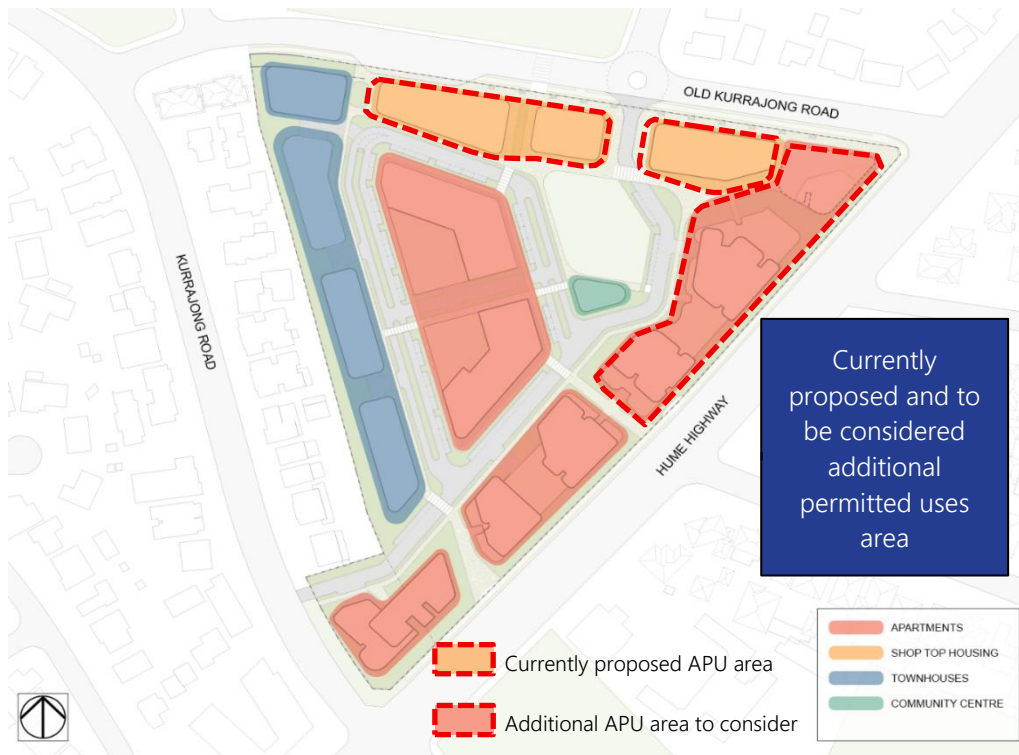 OLD KURRAJONG ROAD
KURRAJONG ROAD
HUME HIGHWAY
Currently
proposed and to
be considered
additional
permitted uses
area
APARTMENTS
SHOP TOP HOUSING
TOWNHOUSES
COMMUNITY CENTRE
Currently proposed APU area
Additional APU area to consider